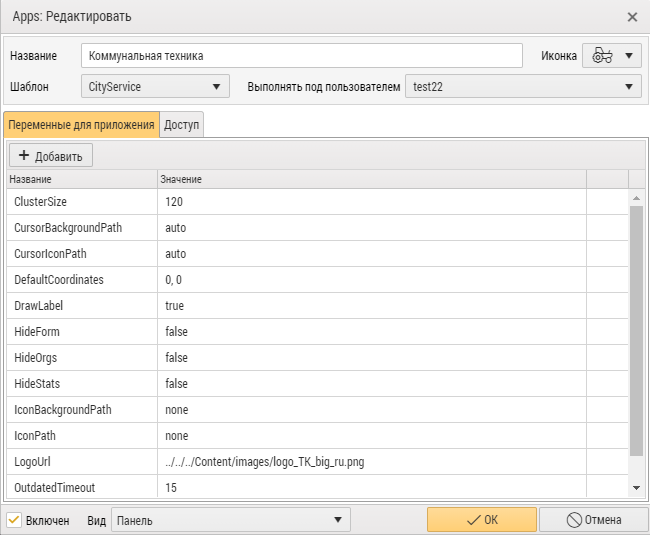 Apps: Редактировать
Название Коммунальная техника Иконка
Шаблон CityService Выполнять под пользователем test22
Переменные для приложения Доступ
+ Добавить
Название Значение
ClusterSize 120
CursorBackgroundPath auto
CursorIconPath auto
DefaultCoordinates 0, 0
DrawLabel true
HideForm false
HideOrgs false
HideStats false
IconBackgroundPath none
IconPath none
LogoUrl ../../../Content/images/logo_TK_big_ru.png
OutdatedTimeout 15
Включен Вид Панель OK Отмена